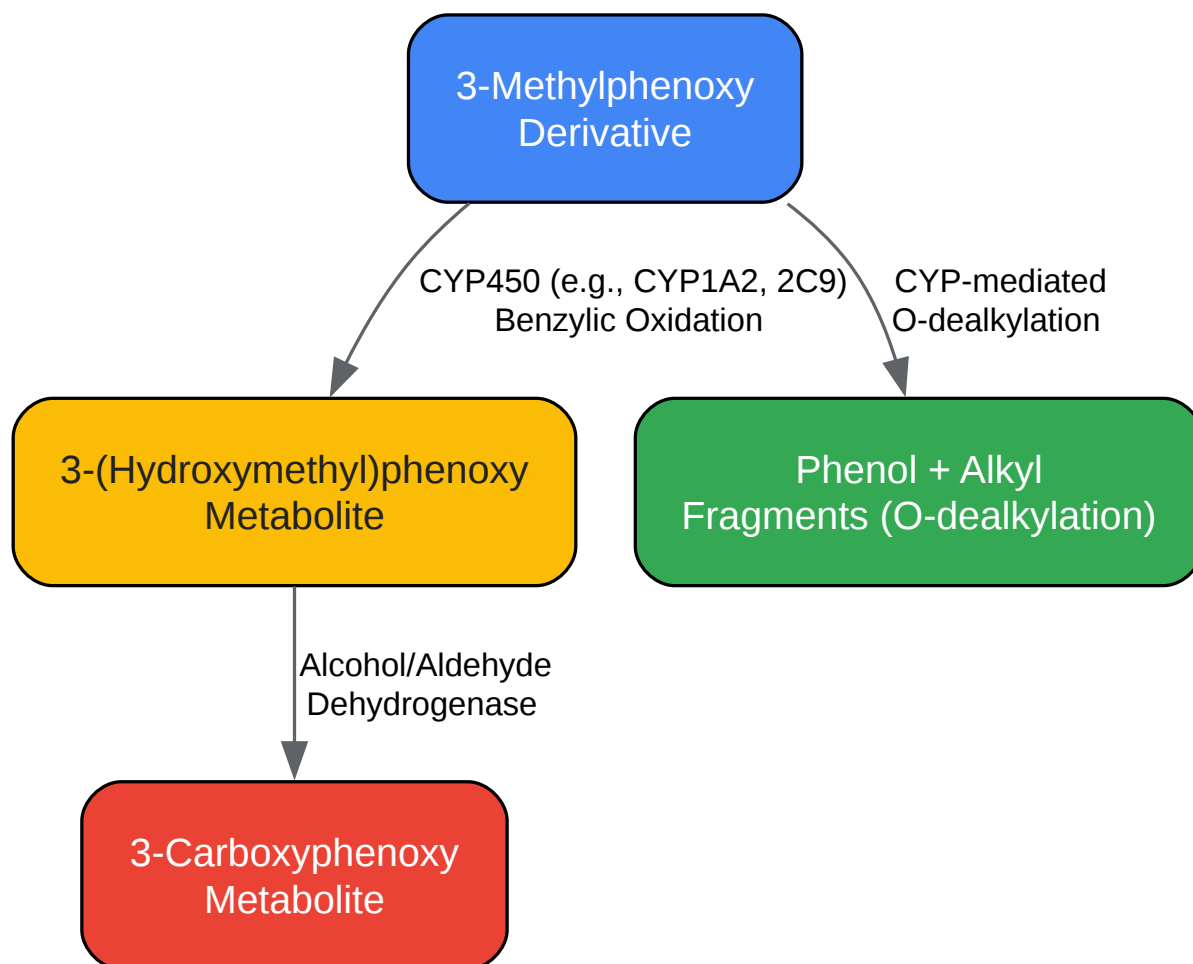 3-Methylphenoxy
Derivative
CYP450 (e.g., CYP1A2, 2C9)
Benzylic Oxidation
CYP-mediated
O-dealkylation
3-(Hydroxymethyl)phenoxy
Metabolite
Phenol + Alkyl
Fragments (O-dealkylation)
Alcohol/Aldehyde
Dehydrogenase
3-Carboxyphenoxy
Metabolite